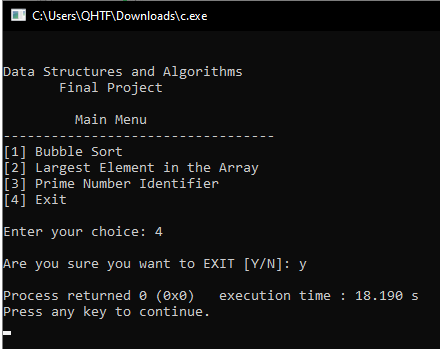 C:\Users\QHTF\Downloads\c.exe
Data Structures and Algorithms
Final Project
Main Menu
----------------------------------
[1] Bubble Sort
[2] Largest Element in the Array
[3] Prime Number Identifier
[4] Exit
Enter your choice: 4
Are you sure you want to EXIT [Y/N]: y
Process returned 0 (0x0)   execution time : 18.190 s
Press any key to continue.